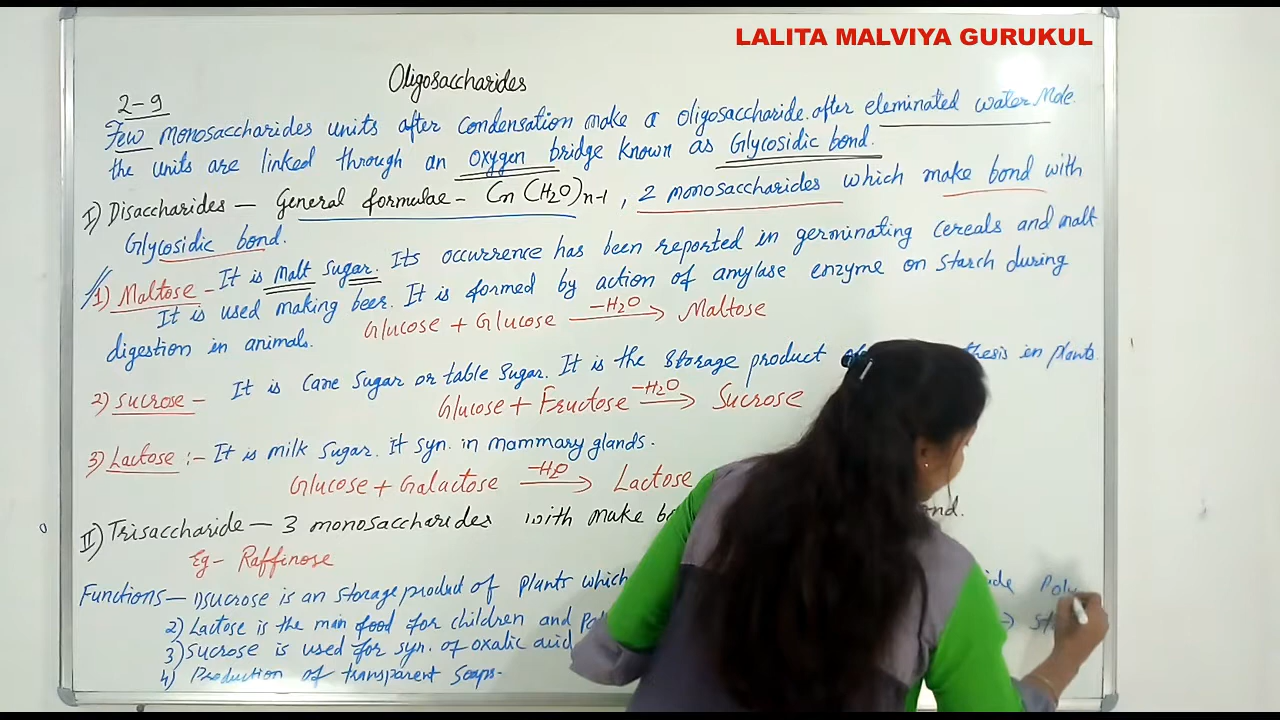 LALITA MALVIYA GURUKUL
Oligosaccharides
2-9
Few monosaccharides units after condensation make a oligosaccharide. after eleminated water Mole.
the units are linked through an oxygen bridge known as Glycosidic bond.
I) Disaccharides — General formulae - Cn (H2O)n-1 , 2 monosaccharides which make bond with
Glycosidic bond.
1) Maltose - It is Malt sugar. Its occurrence has been reported in germinating cereals and malt.
It is used making beer. It is formed by action of amylase enzyme on starch during
digestion in animals. Glucose + Glucose -H2O → Maltose
2) Sucrose - It is Cane sugar or table sugar. It is the storage product in plants.
Glucose + Fructose -H2O → Sucrose
3) Lactose :- It is milk sugar. It syn. in mammary glands.
Glucose + Galactose -H2O → Lactose
II) Trisaccharide — 3 monosaccharides with make
Eg - Raffinose
Functions — 1) Sucrose is an storage product of plants which
2) Lactose is the main food for children and
3) Sucrose is used for syn. of oxalic acid
4) Production of transparent soaps.